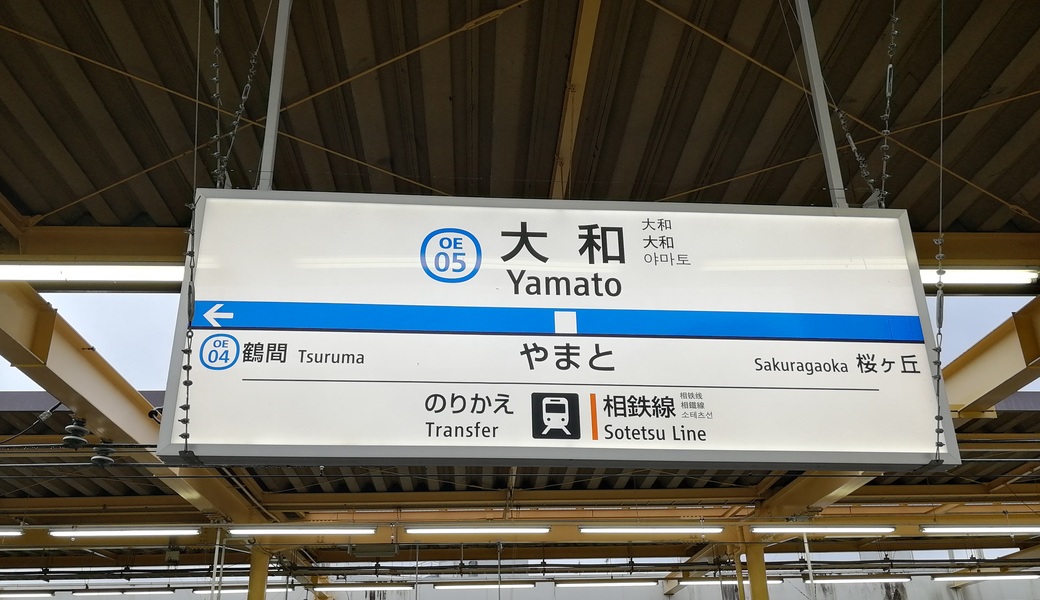 OE
05
大和
大和
大和
야마토
Yamato
←
OE
04
鶴間 Tsuruma
やまと
Sakuragaoka 桜ヶ丘
のりかえ
Transfer
相鉄線
相铁线
相鐵線
소테츠선
Sotetsu Line